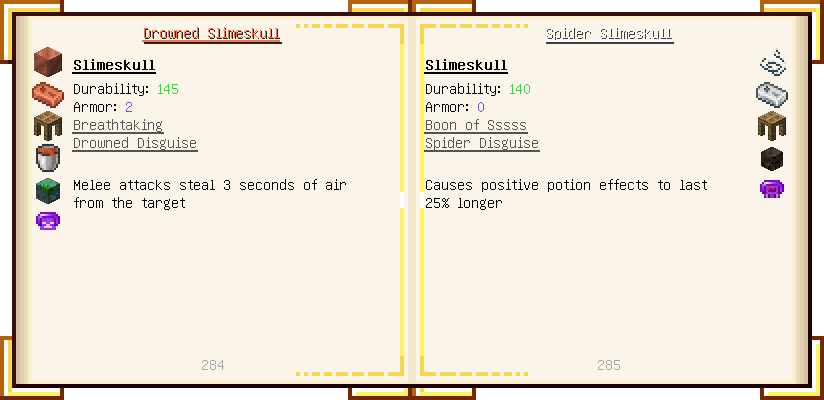 Drowned Slimeskull
Slimeskull
Durability: 145
Armor: 2
Breathtaking
Drowned Disguise
Melee attacks steal 3 seconds of air
from the target
284
Spider Slimeskull
Slimeskull
Durability: 140
Armor: 0
Boon of Sssss
Spider Disguise
Causes positive potion effects to last
25% longer
285